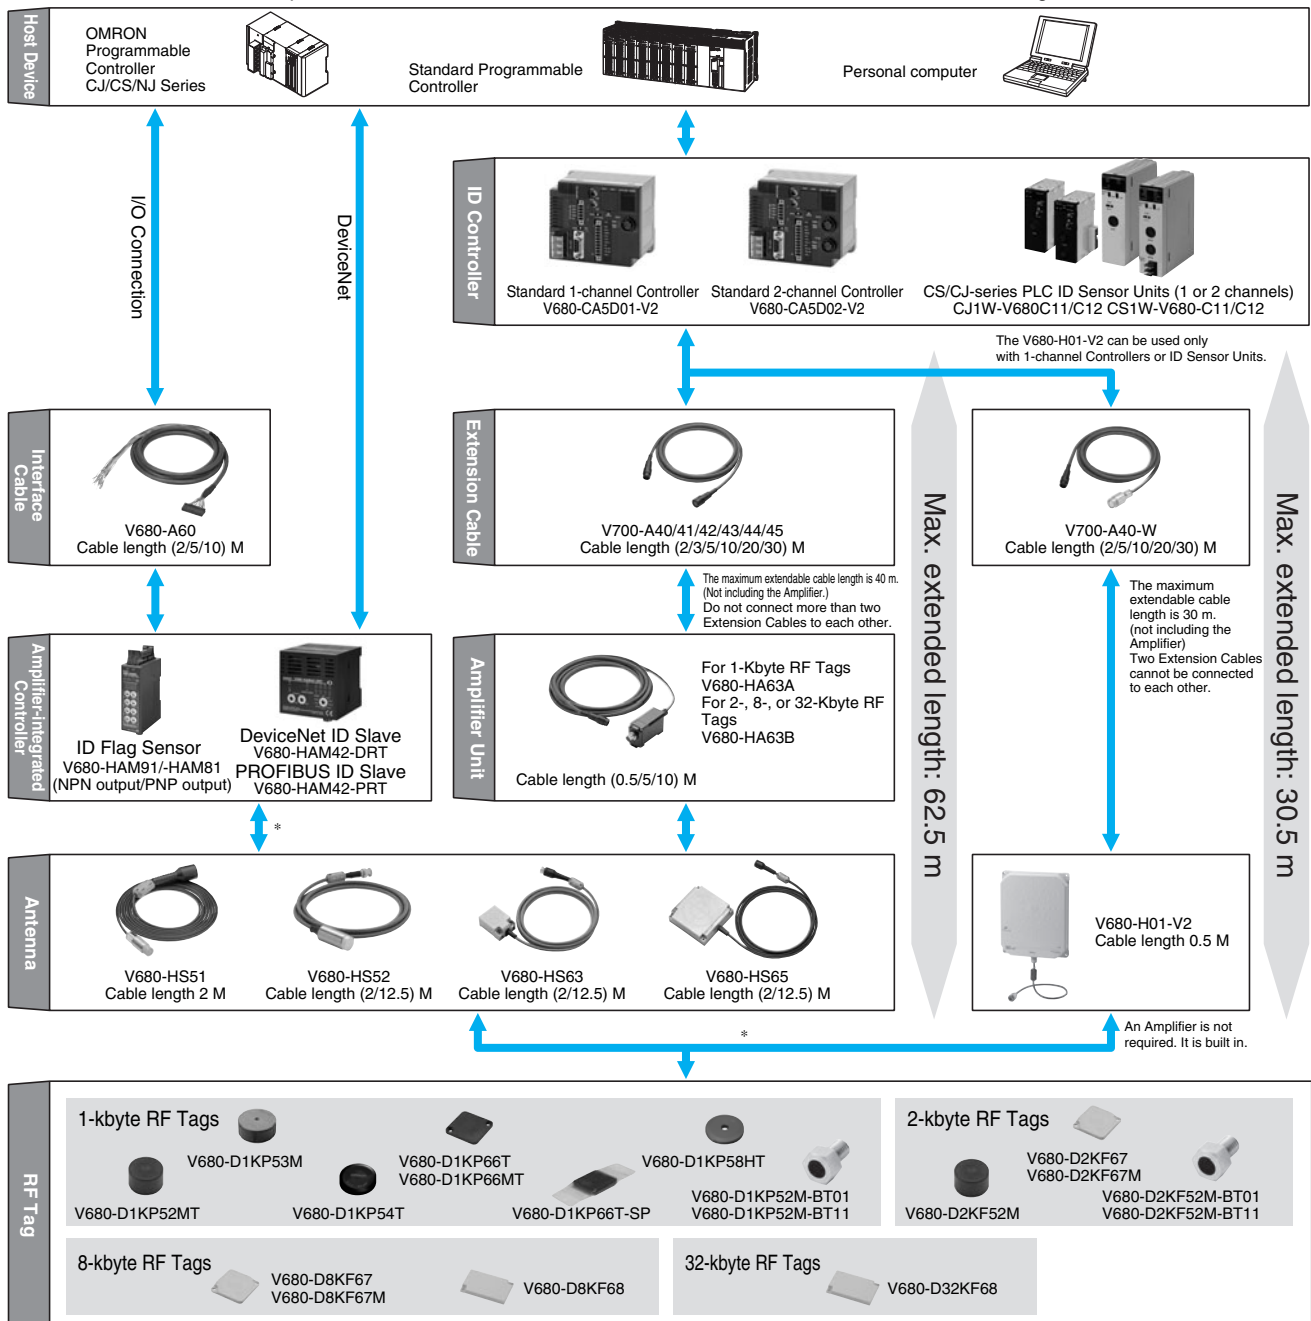 Host Device
OMRON
Programmable
Controller
CJ/CS/NJ Series
Standard Programmable
Controller
Personal computer
I/O Connection
DeviceNet
ID Controller
Standard 1-channel Controller
V680-CA5D01-V2
Standard 2-channel Controller
V680-CA5D02-V2
CS/CJ-series PLC ID Sensor Units (1 or 2 channels)
CJ1W-V680C11/C12 CS1W-V680-C11/C12
The V680-H01-V2 can be used only
with 1-channel Controllers or ID Sensor Units.
Interface
Cable
V680-A60
Cable length (2/5/10) M
Extension Cable
V700-A40/41/42/43/44/45
Cable length (2/3/5/10/20/30) M
V700-A40-W
Cable length (2/5/10/20/30) M
Max. extended length: 62.5 m
Max. extended length: 30.5 m
The maximum extendable cable length is 40 m.
(Not including the Amplifier.)
Do not connect more than two
Extension Cables to each other.
The maximum
extendable cable
length is 30 m.
(not including the
Amplifier)
Two Extension Cables
cannot be connected
to each other.
Amplifier-integrated
Controller
ID Flag Sensor
V680-HAM91/-HAM81
(NPN output/PNP output)
DeviceNet ID Slave
V680-HAM42-DRT
PROFIBUS ID Slave
V680-HAM42-PRT
Amplifier Unit
For 1-Kbyte RF Tags
V680-HA63A
For 2-, 8-, or 32-Kbyte RF
Tags
V680-HA63B
Cable length (0.5/5/10) M
*
Antenna
V680-HS51
Cable length 2 M
V680-HS52
Cable length (2/12.5) M
V680-HS63
Cable length (2/12.5) M
V680-HS65
Cable length (2/12.5) M
V680-H01-V2
Cable length 0.5 M
*
An Amplifier is not
required. It is built in.
RF Tag
1-kbyte RF Tags
V680-D1KP53M
V680-D1KP66T
V680-D1KP66MT
V680-D1KP58HT
V680-D1KP52MT
V680-D1KP54T
V680-D1KP66T-SP
V680-D1KP52M-BT01
V680-D1KP52M-BT11
2-kbyte RF Tags
V680-D2KF67
V680-D2KF67M
V680-D2KF52M
V680-D2KF52M-BT01
V680-D2KF52M-BT11
8-kbyte RF Tags
V680-D8KF67
V680-D8KF67M
V680-D8KF68
32-kbyte RF Tags
V680-D32KF68